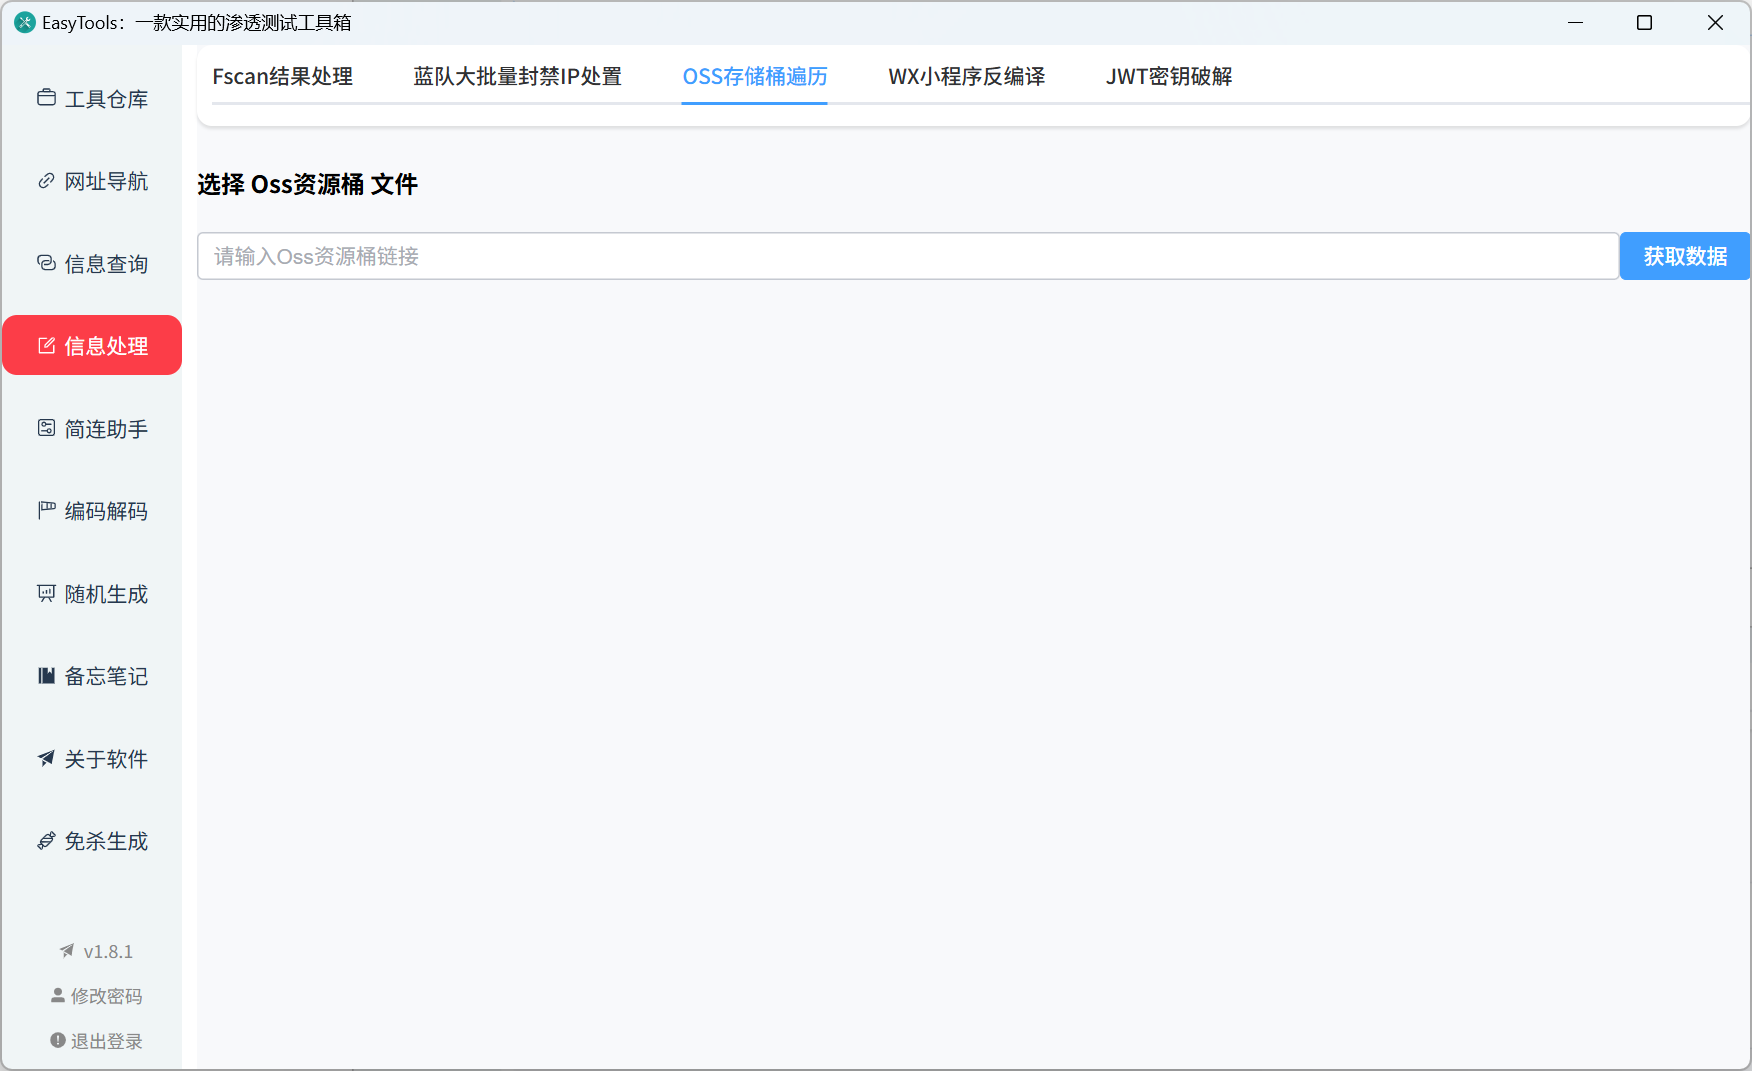 EasyTools：一款实用的渗透测试工具箱
工具仓库
网址导航
信息查询
信息处理
简连助手
编码解码
随机生成
备忘笔记
关于软件
免杀生成
v1.8.1
修改密码
退出登录
Fscan结果处理 蓝队大批量封禁IP处置 OSS存储桶遍历 WX小程序反编译 JWT密钥破解
选择 Oss资源桶 文件
请输入Oss资源桶链接 获取数据